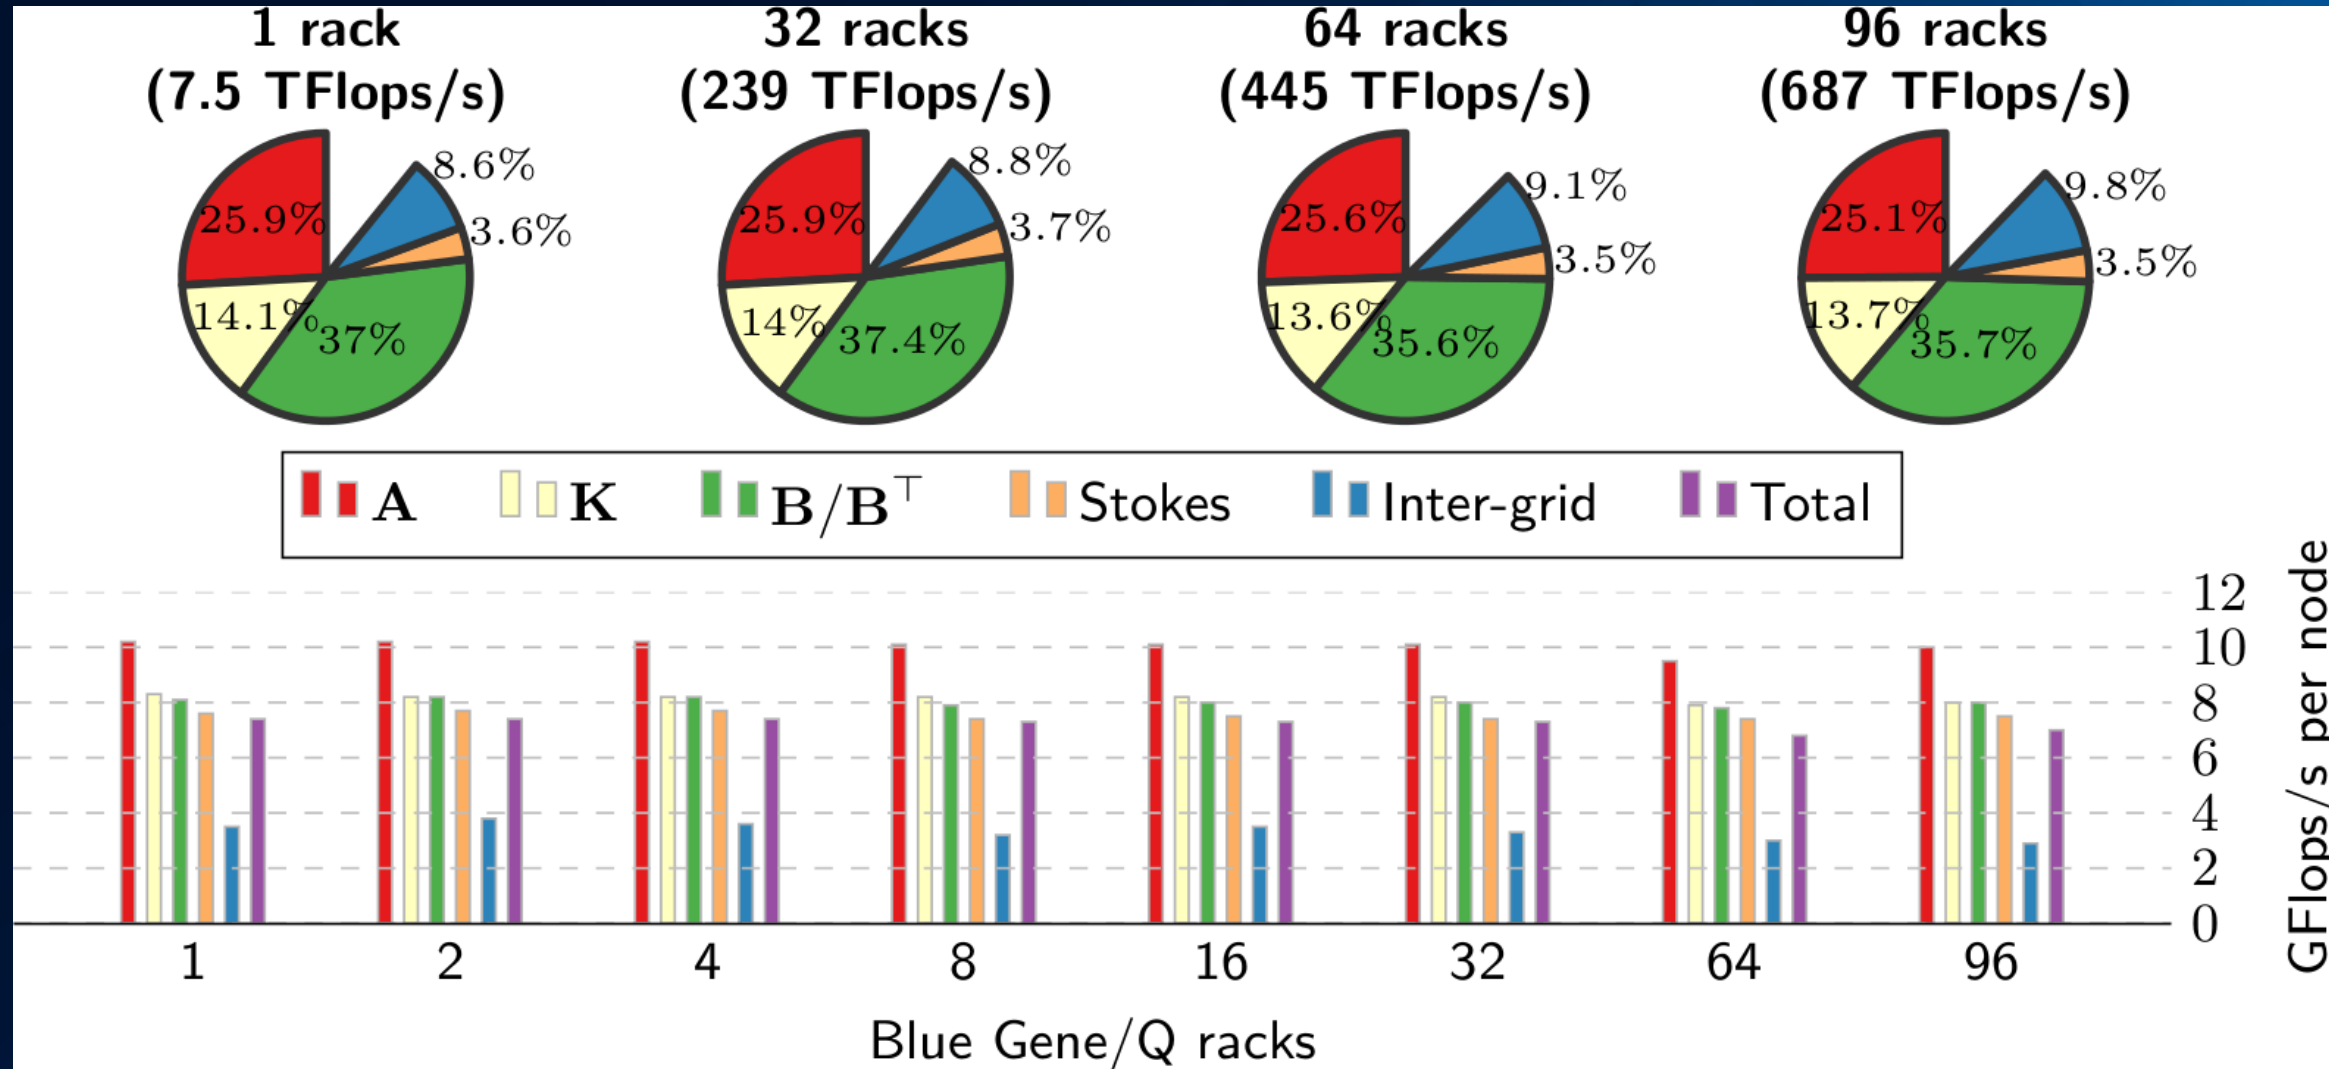 1 rack
(7.5 TFlops/s)
32 racks
(239 TFlops/s)
64 racks
(445 TFlops/s)
96 racks
(687 TFlops/s)
8.6%
3.6%
25.9%
14.1%
37%
8.8%
3.7%
25.9%
14%
37.4%
9.1%
3.5%
25.6%
13.6%
35.6%
9.8%
3.5%
25.1%
13.7%
35.7%
A K B/B⊤ Stokes Inter-grid Total
12
10
8
6
4
2
0
GFlops/s per node
1 2 4 8 16 32 64 96
Blue Gene/Q racks